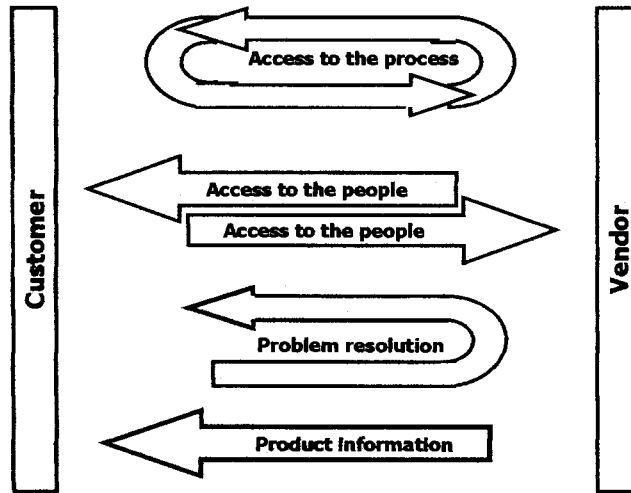 Customer
Access to the process
Access to the people
Access to the people
Problem resolution
Product information
Vendor